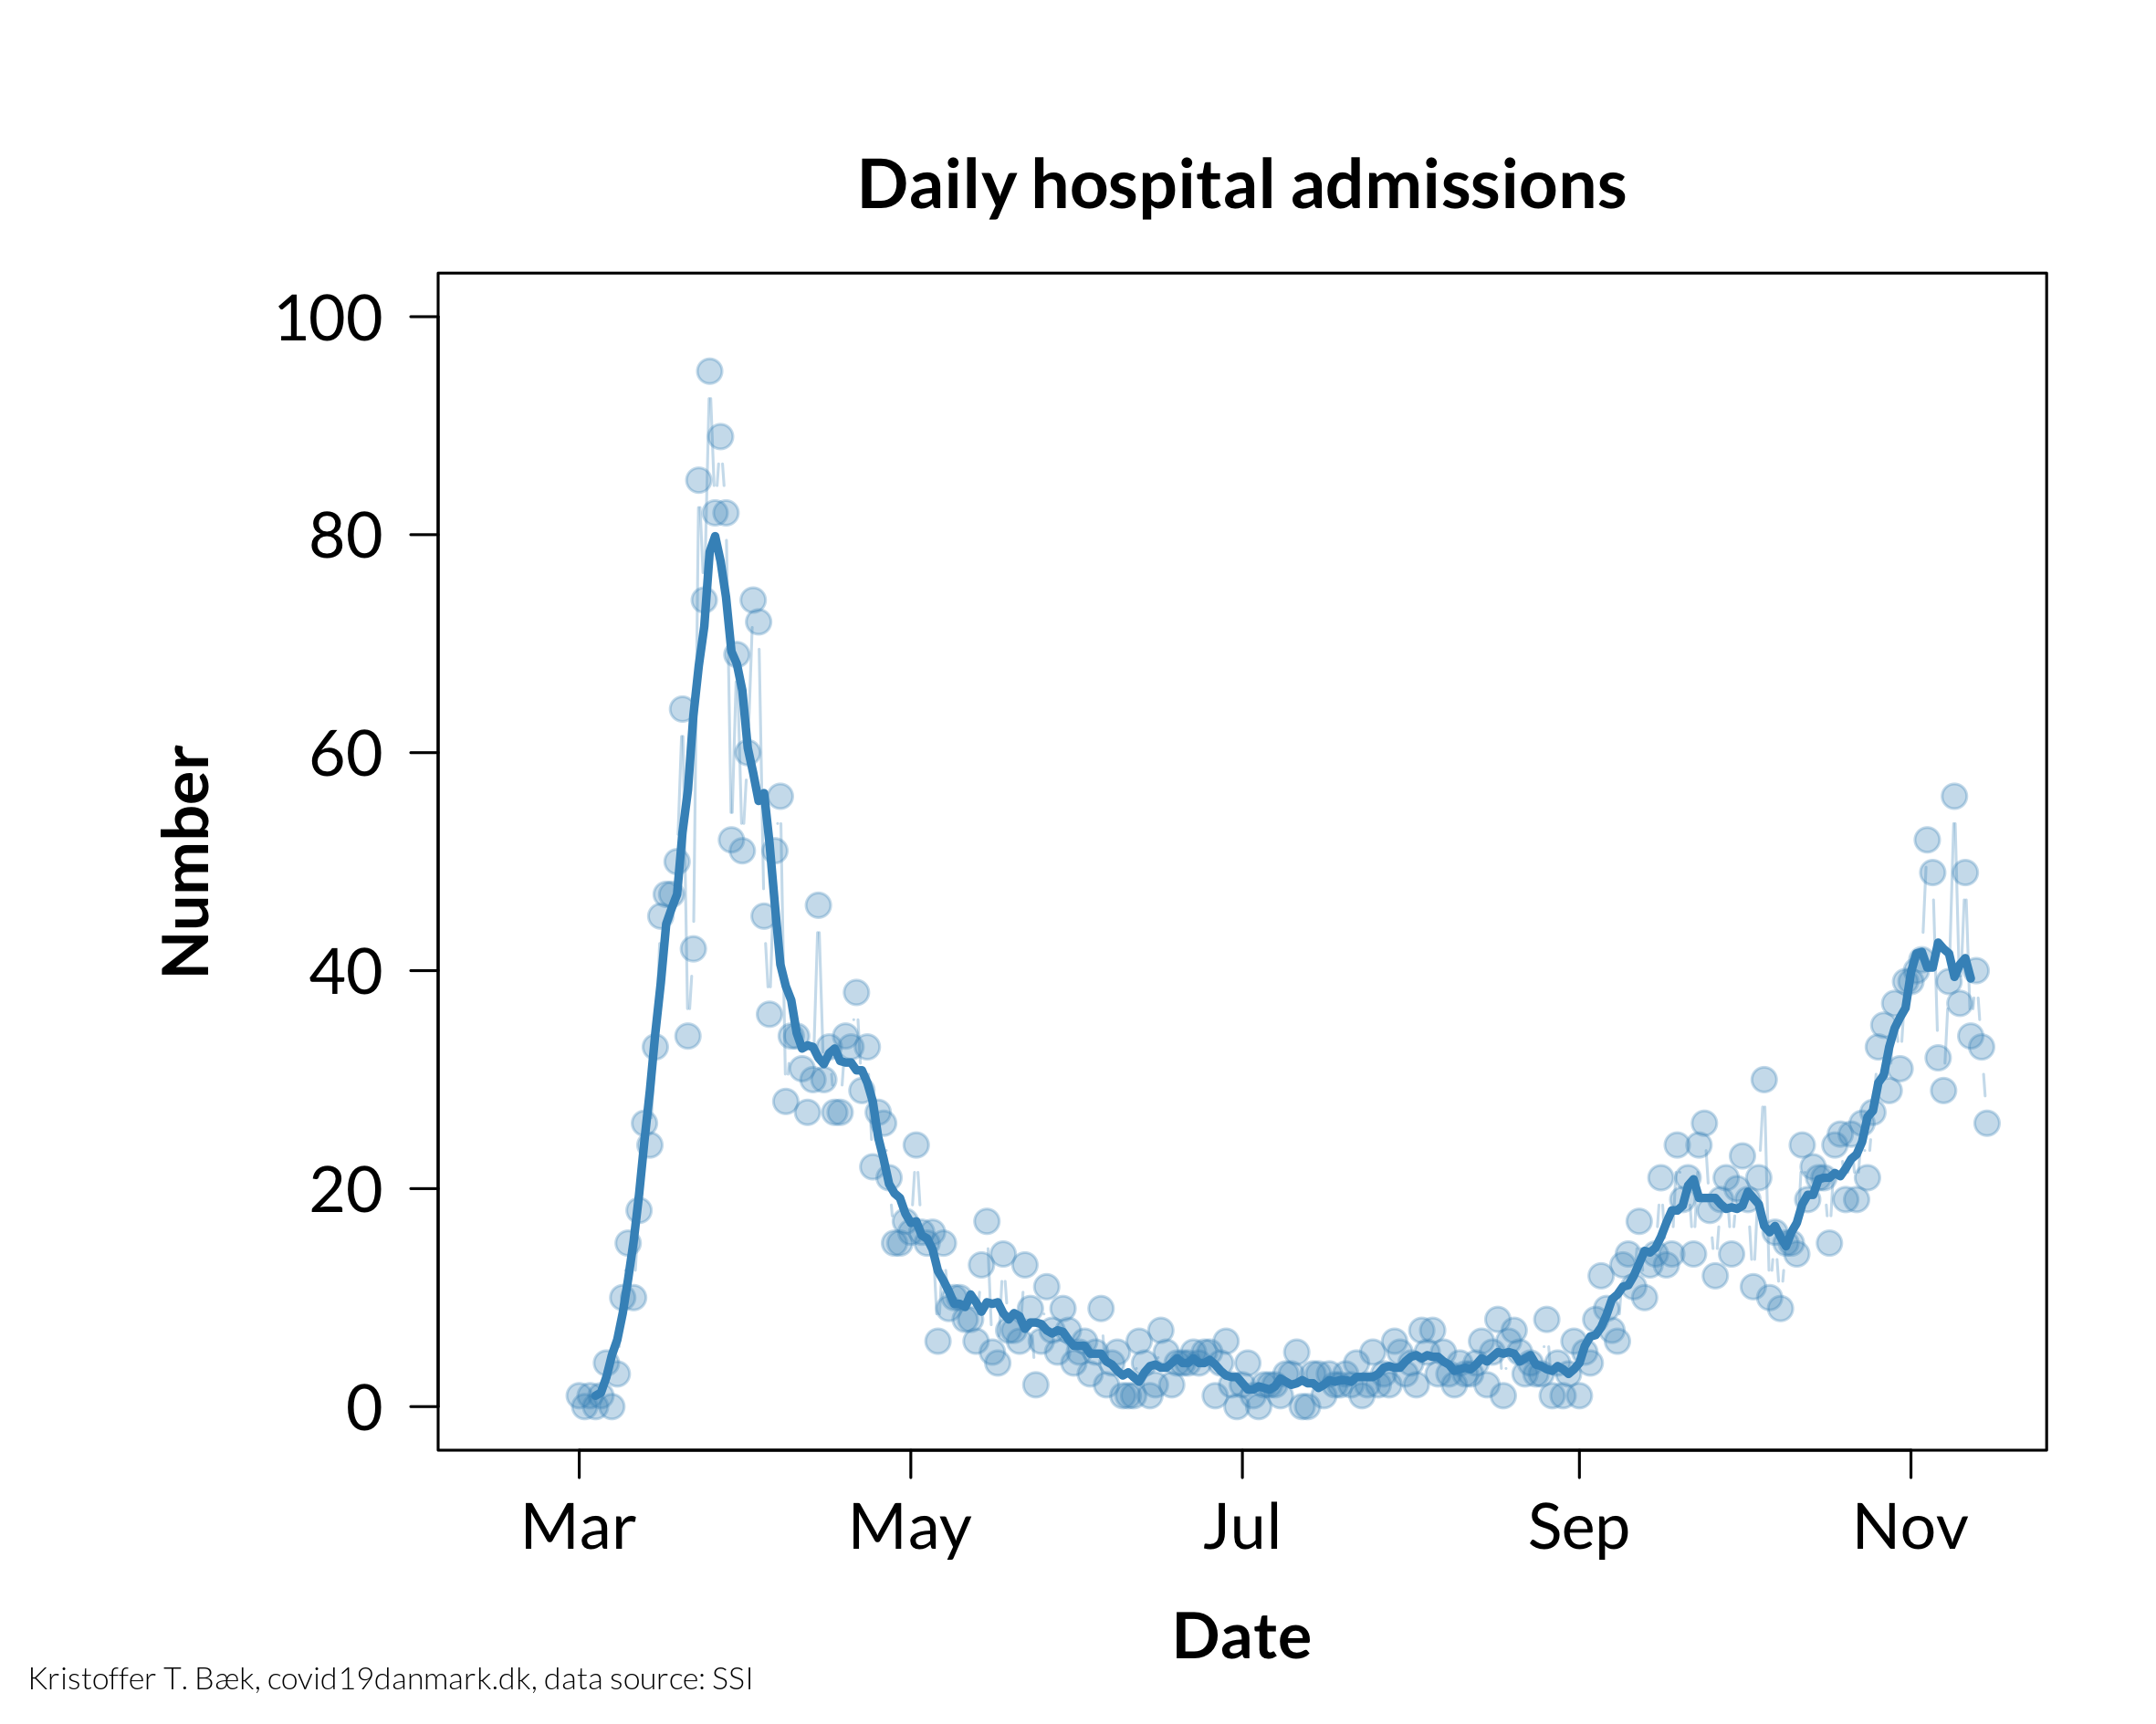 Daily hospital admissions
100
80
60
40
20
0
Number
Mar May Jul Sep Nov
Date
Kristoffer T. Bæk, covid19danmark.dk, data source: SSI